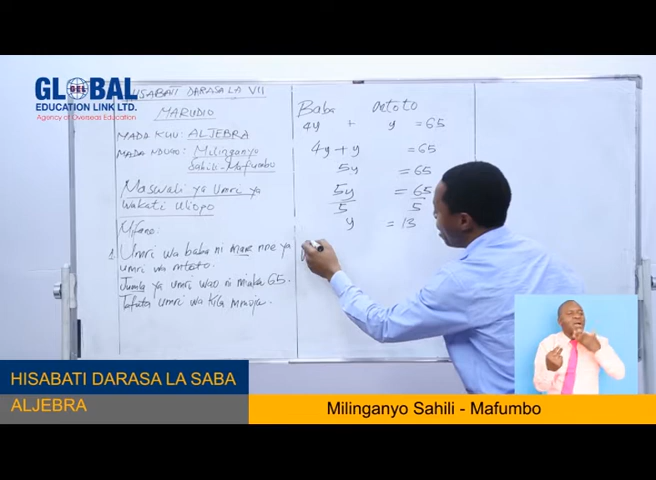 GLOBAL
GEL
EDUCATION LINK LTD.
Agency of Overseas Education
HISABATI DARASA LA VII
MARUDIO
MADA KUU: ALJEBRA
MADA NDOGO: Milinganyo
Sahili - Mafumbo
Maswali ya Umri ya
Wakati Uliopo
Mfano:
Umri wa baba ni mara nne ya
umri wa mtoto.
Jumla ya umri wao ni miaka 65.
Tafuta umri wa kila mmoja.
Baba Mtoto
4y + y = 65
4y + y = 65
5y = 65
5y = 65
5 5
y = 13
HISABATI DARASA LA SABA
ALJEBRA
Milinganyo Sahili - Mafumbo